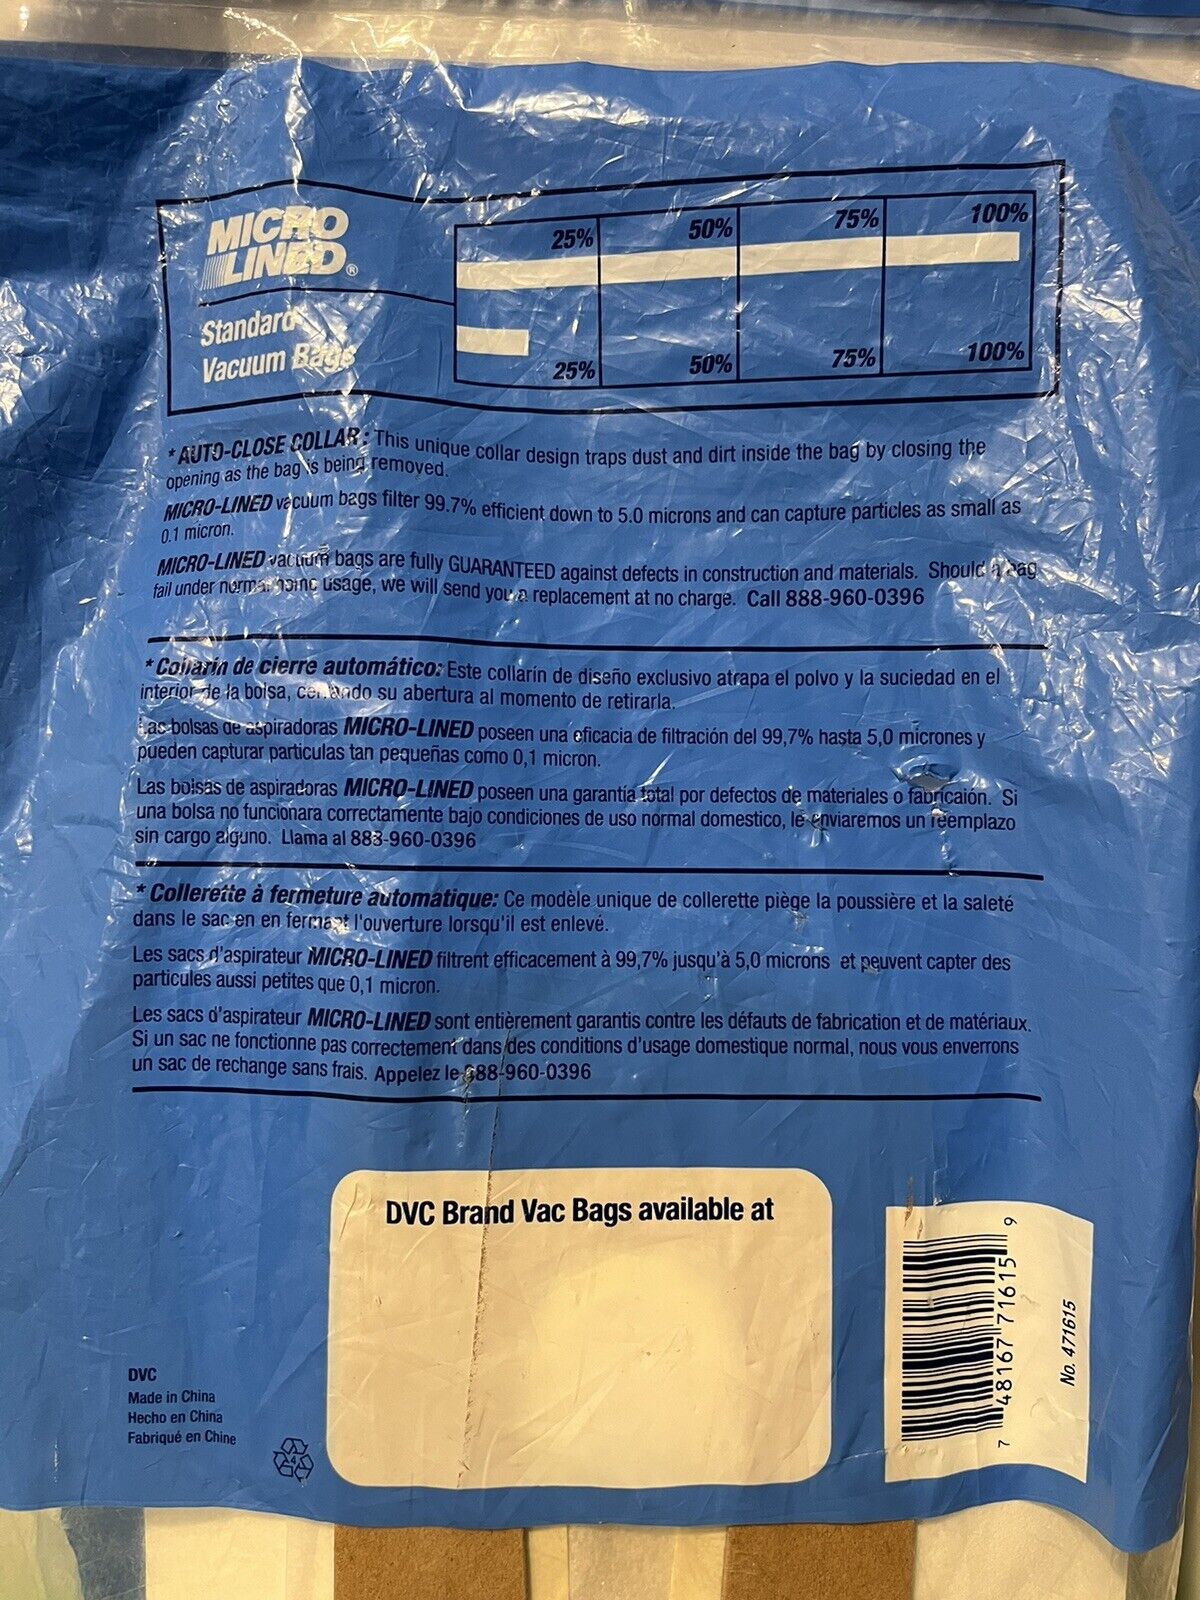 MICRO
LINED®
Standard
Vacuum Bags
25% 50% 75% 100%
25% 50% 75% 100%
* AUTO-CLOSE COLLAR: This unique collar design traps dust and dirt inside the bag by closing the
opening as the bag is being removed.
MICRO-LINED vacuum bags filter 99.7% efficient down to 5.0 microns and can capture particles as small as
0.1 micron.
MICRO-LINED vacuum bags are fully GUARANTEED against defects in construction and materials. Should a bag
fail under normal home usage, we will send you a replacement at no charge. Call 888-960-0396
* Collarin de cierre automático: Este collarín de diseño exclusivo atrapa el polvo y la suciedad en el
interior de la bolsa, cerrando su abertura al momento de retirarla.
Las bolsas de aspiradoras MICRO-LINED poseen una eficacia de filtración del 99,7% hasta 5,0 micrones y
pueden capturar particulas tan pequeñas como 0,1 micron.
Las bolsas de aspiradoras MICRO-LINED poseen una garantía total por defectos de materiales o fabricaión. Si
una bolsa no funcionara correctamente bajo condiciones de uso normal domestico, le enviaremos un reemplazo
sin cargo alguno. Llama al 888-960-0396
* Collerette à fermeture automatique: Ce modèle unique de collerette piège la poussière et la saleté
dans le sac en en fermant l'ouverture lorsqu'il est enlevé.
Les sacs d'aspirateur MICRO-LINED filtrent efficacement à 99,7% jusqu'à 5,0 microns et peuvent capter des
particules aussi petites que 0,1 micron.
Les sacs d'aspirateur MICRO-LINED sont entièrement garantis contre les défauts de fabrication et de matériaux.
Si un sac ne fonctionne pas correctement dans des conditions d'usage domestique normal, nous vous enverrons
un sac de rechange sans frais. Appelez le 888-960-0396
DVC Brand Vac Bags available at
7 48167 71615 9
No. 471615
DVC
Made in China
Hecho en China
Fabriqué en Chine
4